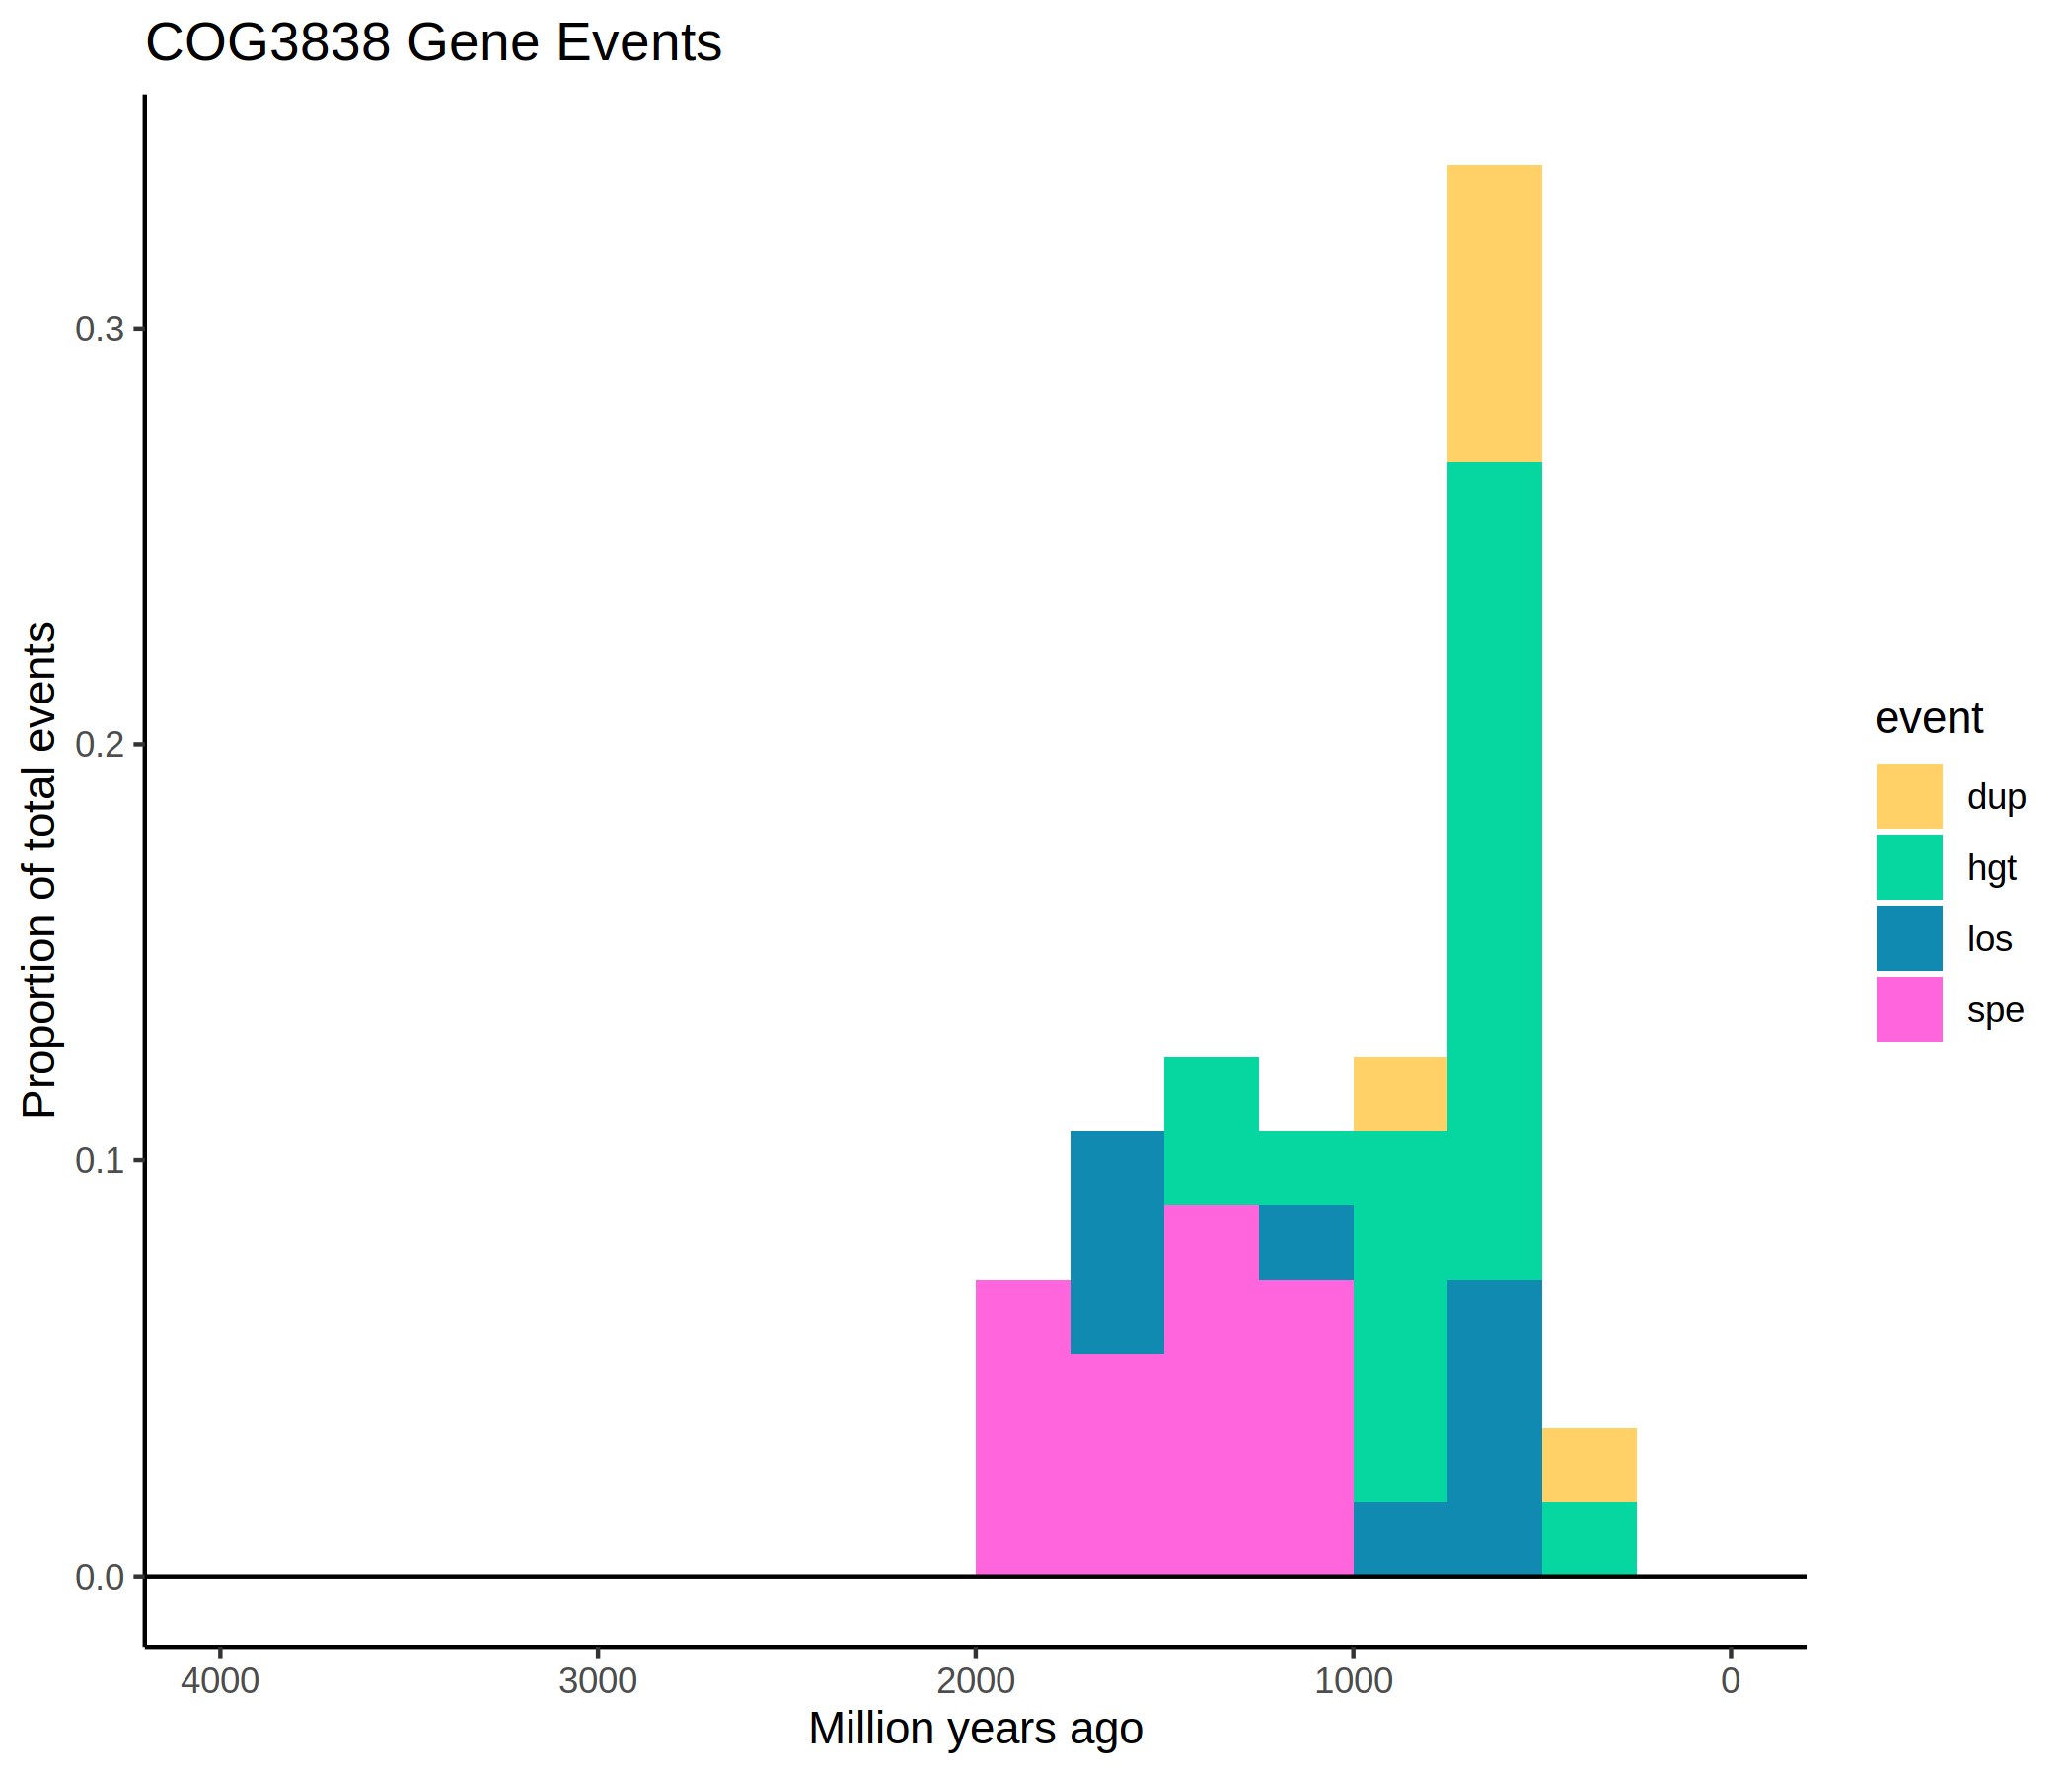 COG3838 Gene Events
Proportion of total events
0.3
0.2
0.1
0.0
4000 3000 2000 1000 0
Million years ago
event
dup
hgt
los
spe